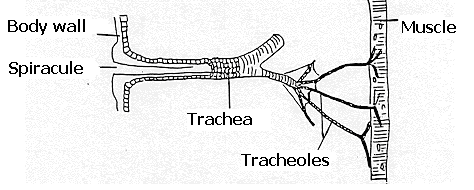 Body wall
Muscle
Spiracule
Trachea
Tracheoles